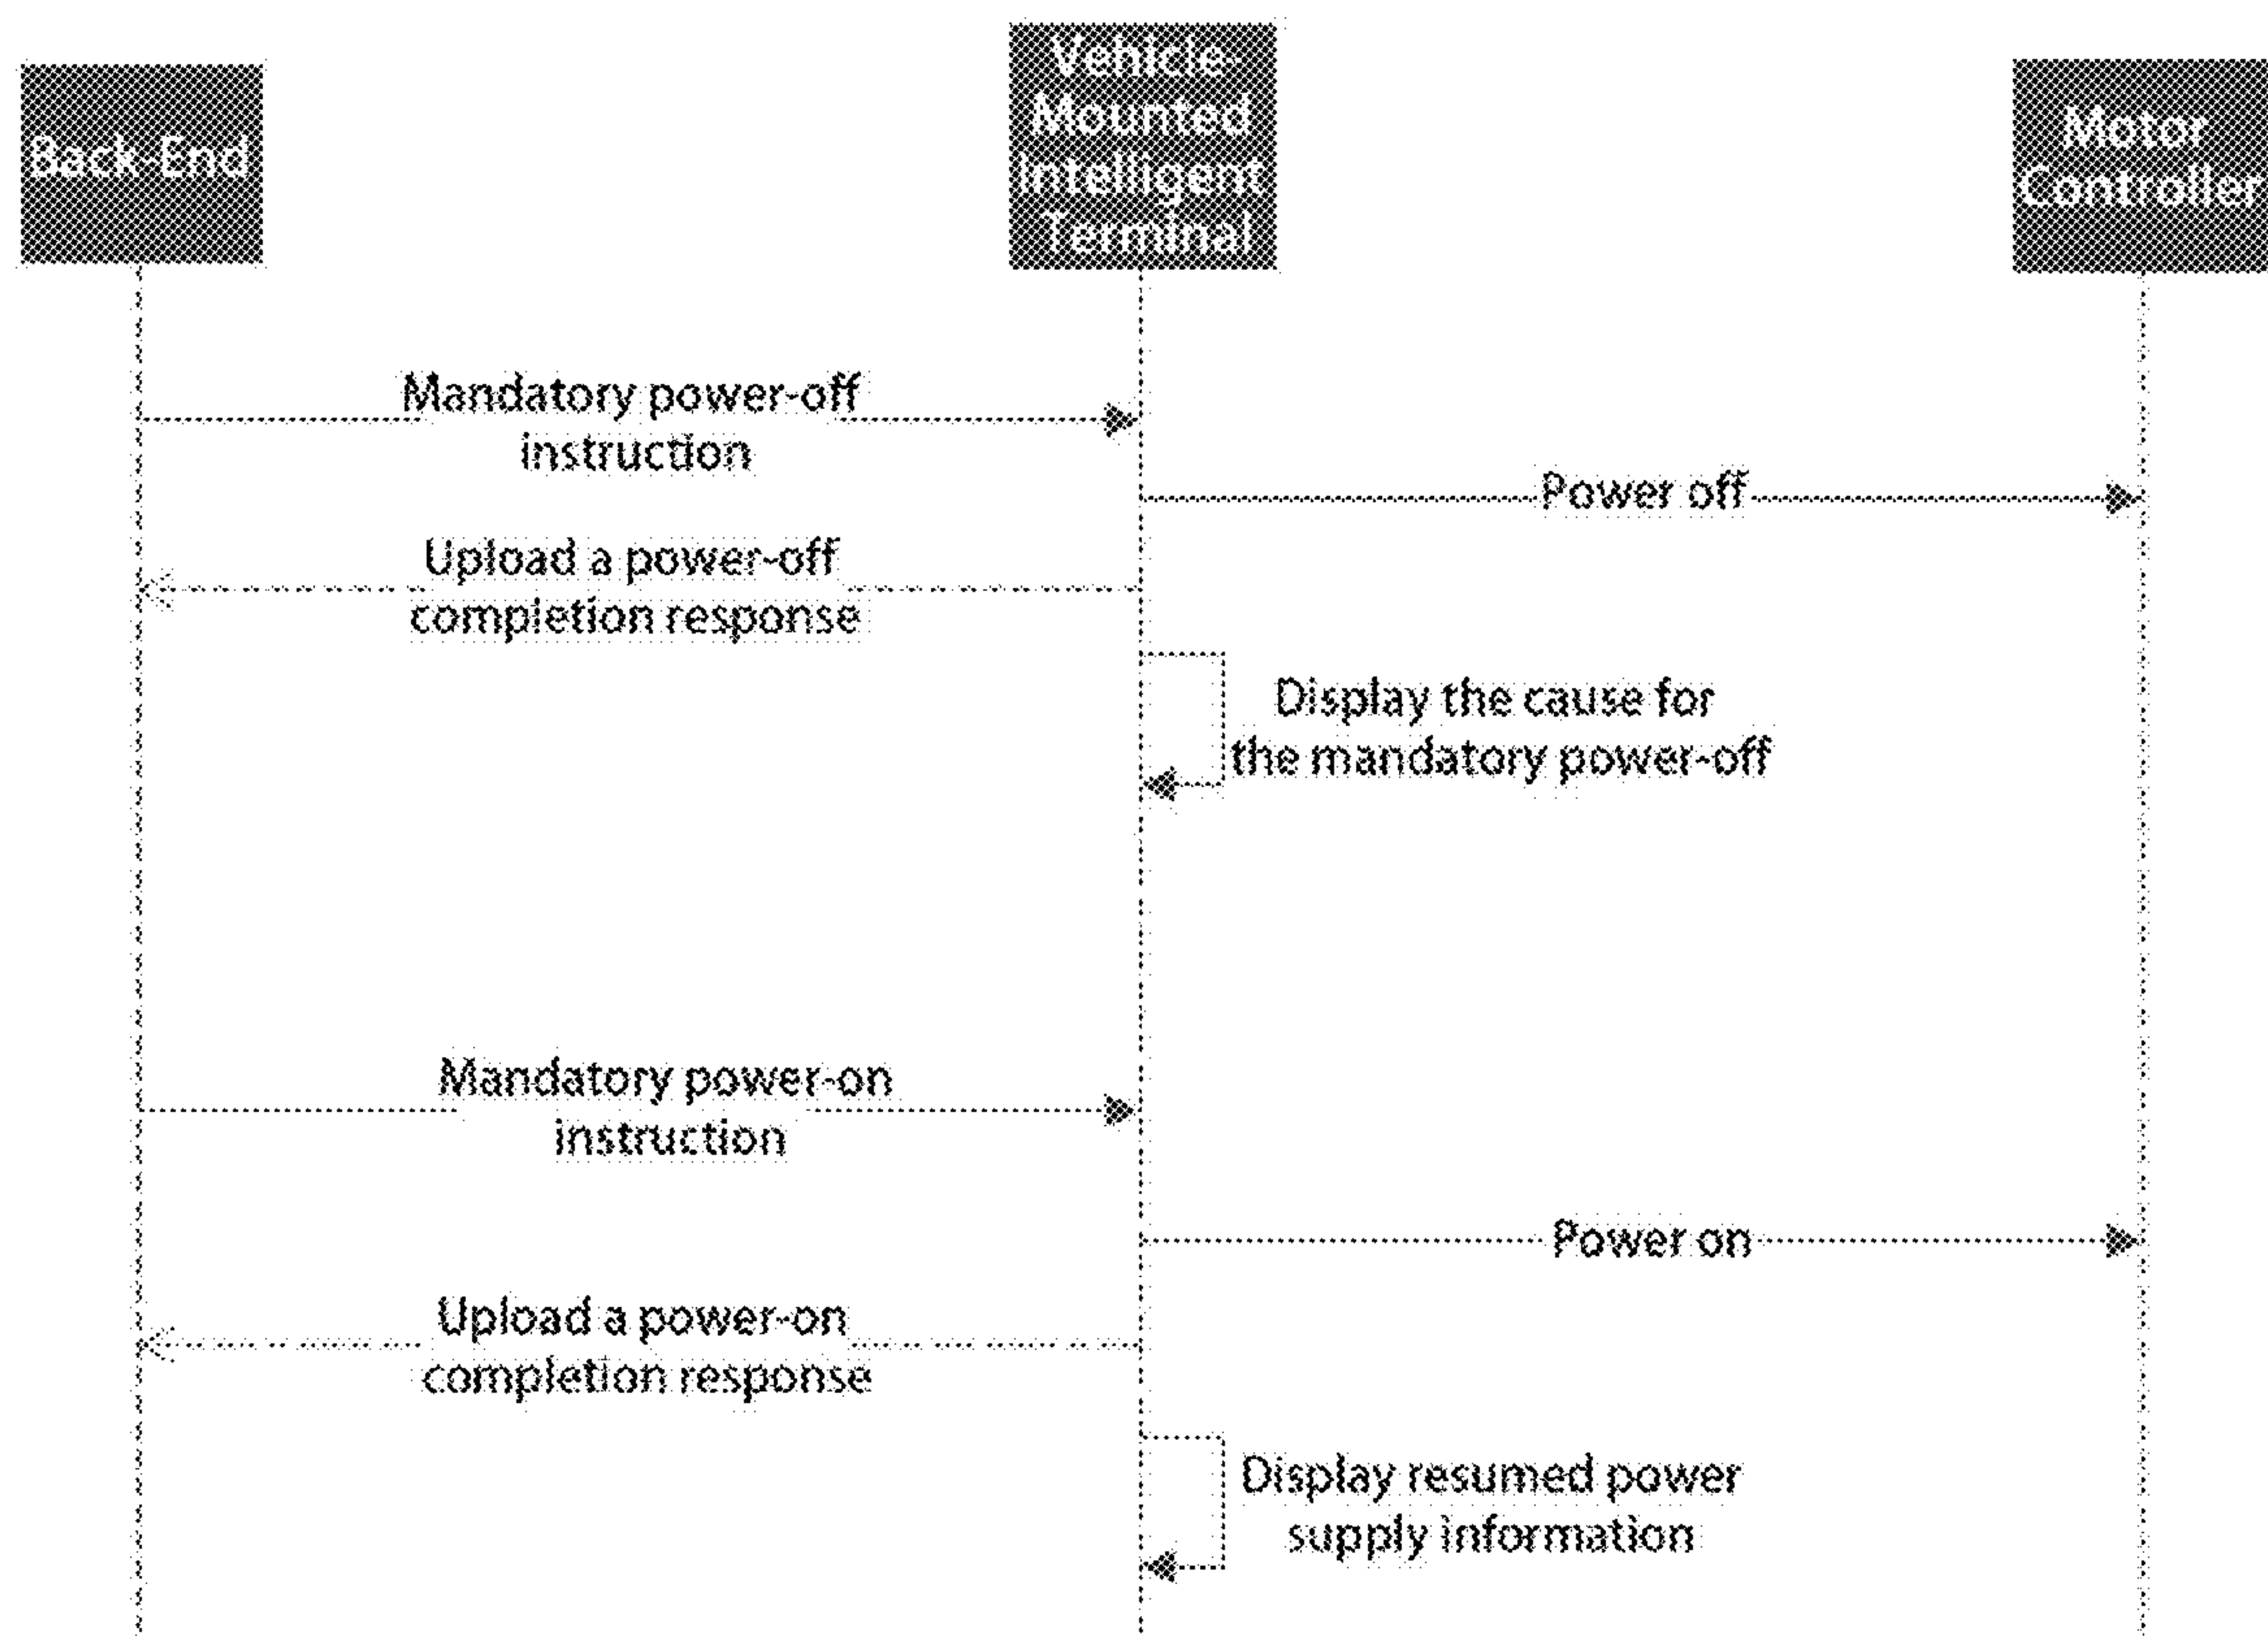 Back-End
Vehicle-
Mounted
Intelligent
Terminal
Motor
Controller
Mandatory power-off
instruction
Power off
Upload a power-off
completion response
Display the cause for
the mandatory power-off
Mandatory power-on
instruction
Power on
Upload a power-on
completion response
Display resumed power
supply information